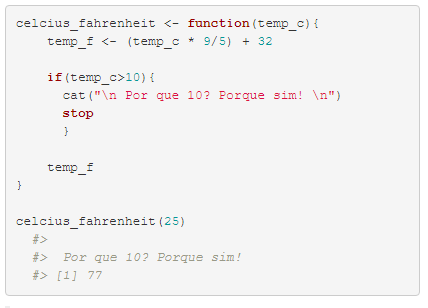 celcius_fahrenheit <- function(temp_c){
    temp_f <- (temp_c * 9/5) + 32

    if(temp_c>10){
      cat("\n Por que 10? Porque sim! \n")
      stop
      }

    temp_f
}

celcius_fahrenheit(25)
  #>
  #>  Por que 10? Porque sim!
  #> [1] 77